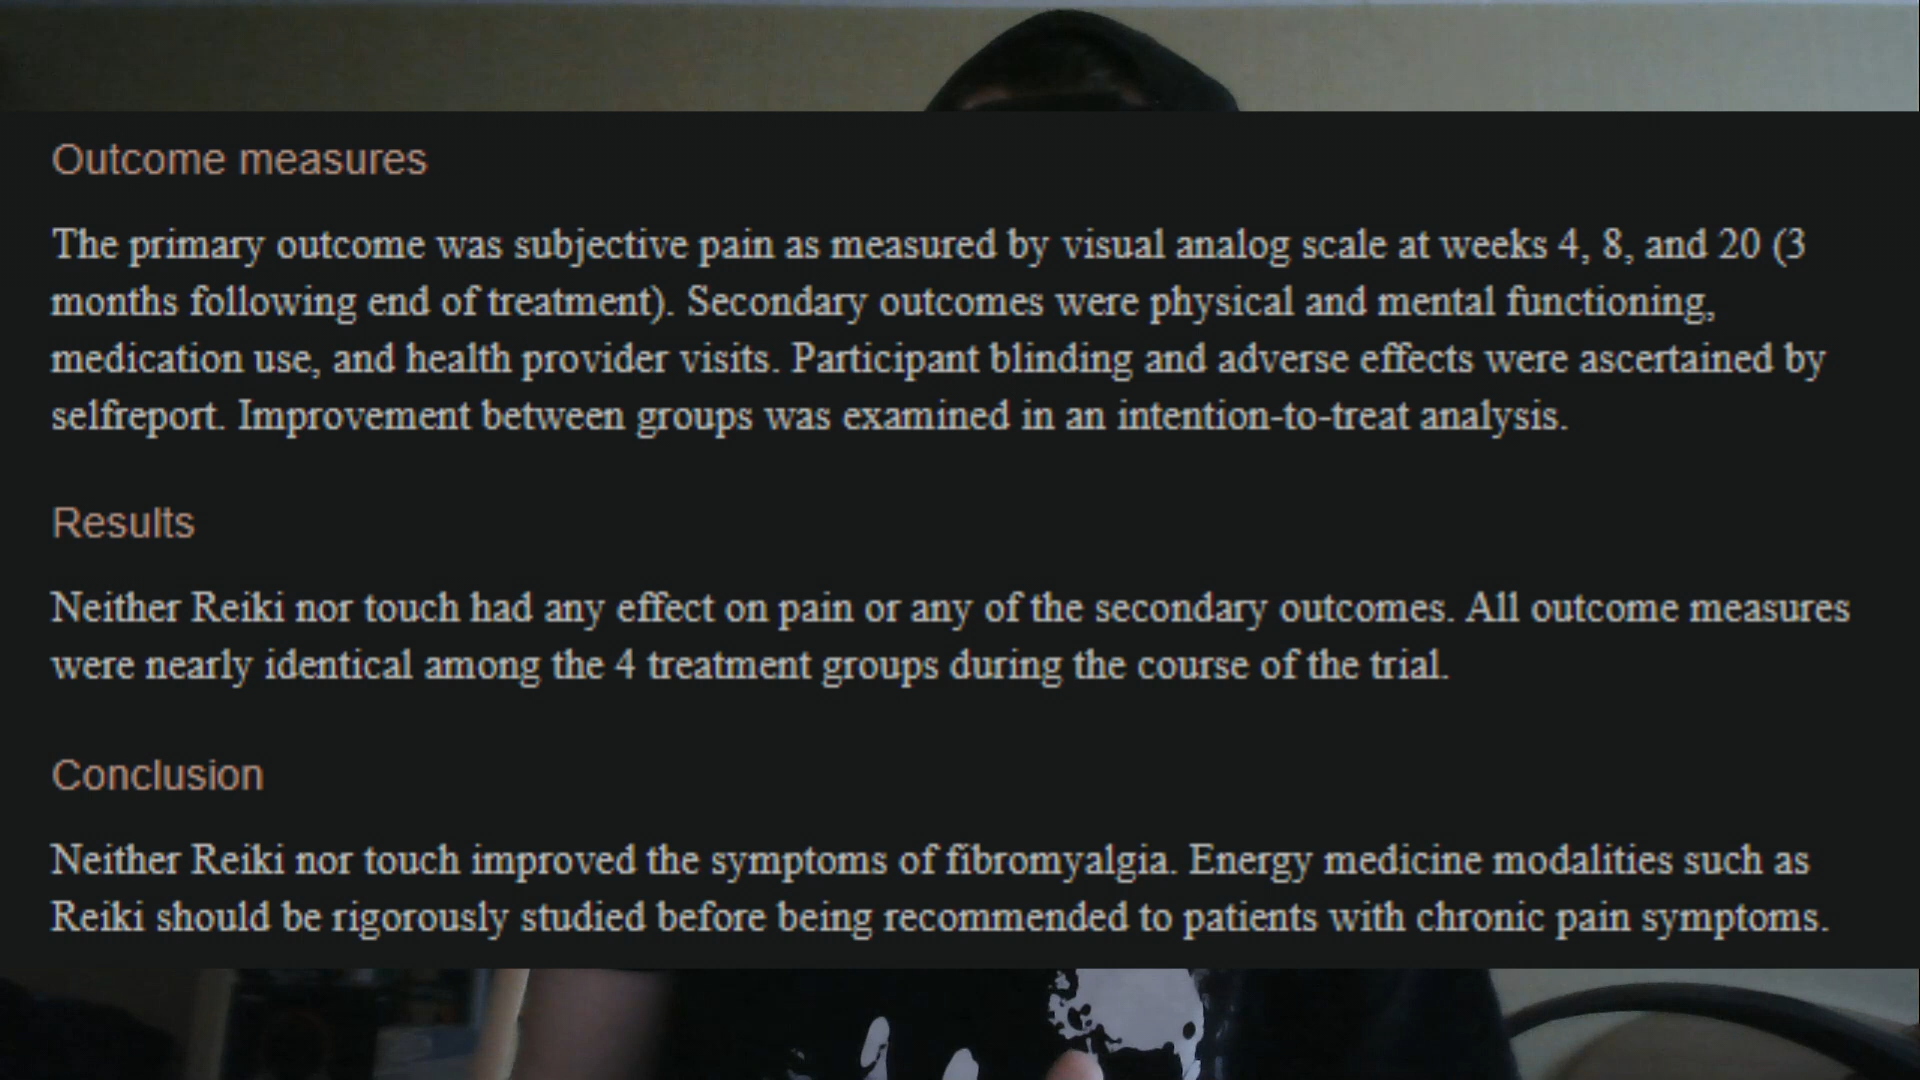 Outcome measures
The primary outcome was subjective pain as measured by visual analog scale at weeks 4, 8, and 20 (3
months following end of treatment). Secondary outcomes were physical and mental functioning,
medication use, and health provider visits. Participant blinding and adverse effects were ascertained by
selfreport. Improvement between groups was examined in an intention-to-treat analysis.
Results
Neither Reiki nor touch had any effect on pain or any of the secondary outcomes. All outcome measures
were nearly identical among the 4 treatment groups during the course of the trial.
Conclusion
Neither Reiki nor touch improved the symptoms of fibromyalgia. Energy medicine modalities such as
Reiki should be rigorously studied before being recommended to patients with chronic pain symptoms.